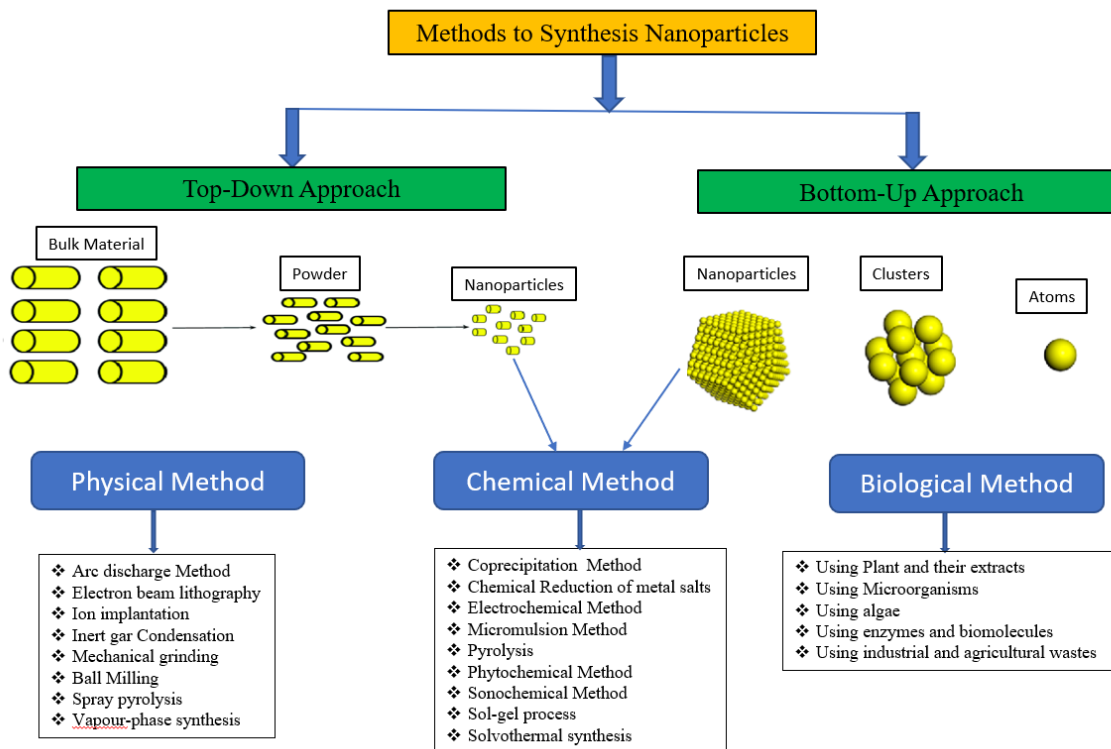 Methods to Synthesis Nanoparticles
Top-Down Approach
Bottom-Up Approach
Bulk Material
Powder
Nanoparticles
Nanoparticles
Clusters
Atoms
Physical Method
Chemical Method
Biological Method
❖ Arc discharge Method
❖ Electron beam lithography
❖ Ion implantation
❖ Inert gar Condensation
❖ Mechanical grinding
❖ Ball Milling
❖ Spray pyrolysis
❖ Vapour-phase synthesis
❖ Coprecipitation Method
❖ Chemical Reduction of metal salts
❖ Electrochemical Method
❖ Micromulsion Method
❖ Pyrolysis
❖ Phytochemical Method
❖ Sonochemical Method
❖ Sol-gel process
❖ Solvothermal synthesis
❖ Using Plant and their extracts
❖ Using Microorganisms
❖ Using algae
❖ Using enzymes and biomolecules
❖ Using industrial and agricultural wastes